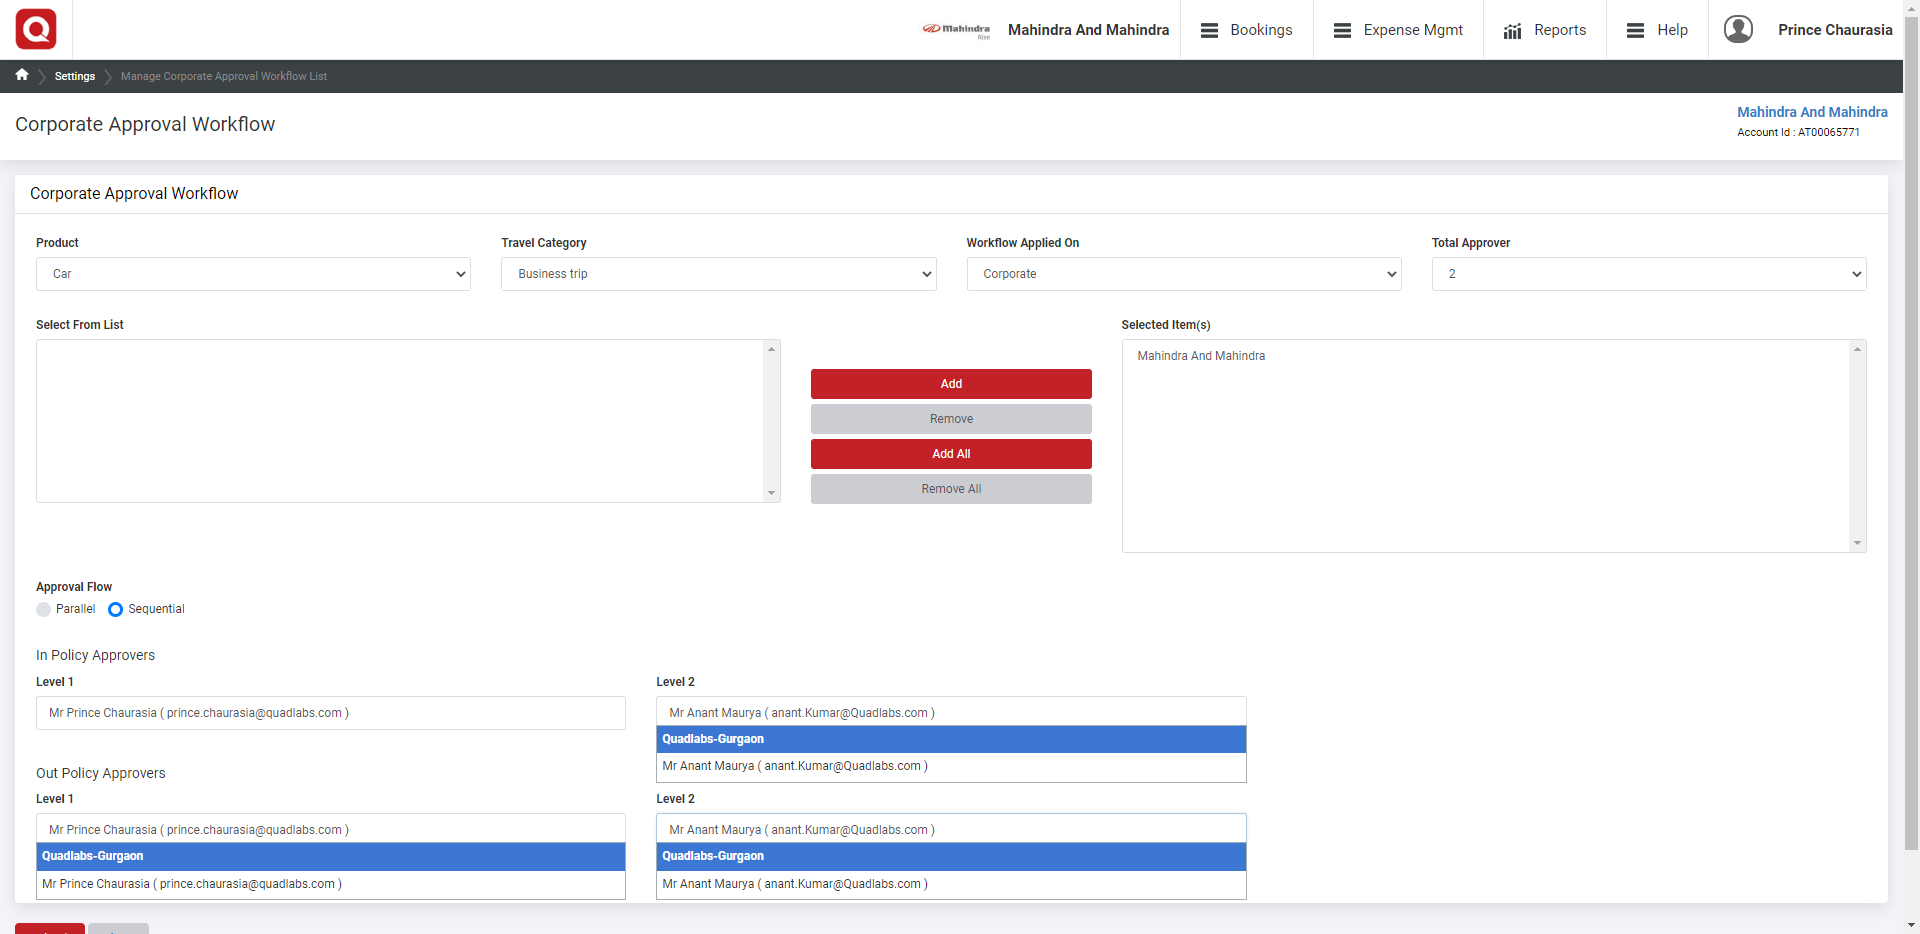 Mahindra Rise Mahindra And Mahindra Bookings Expense Mgmt Reports Help Prince Chaurasia
Settings Manage Corporate Approval Workflow List
Corporate Approval Workflow
Mahindra And Mahindra
Account Id : AT00065771
Corporate Approval Workflow
Product Travel Category Workflow Applied On Total Approver
Car Business trip Corporate 2
Select From List Selected Item(s)
Mahindra And Mahindra
Add
Remove
Add All
Remove All
Approval Flow
Parallel Sequential
In Policy Approvers
Level 1 Level 2
Mr Prince Chaurasia ( prince.chaurasia@quadlabs.com ) Mr Anant Maurya ( anant.Kumar@Quadlabs.com )
Quadlabs-Gurgaon
Mr Anant Maurya ( anant.Kumar@Quadlabs.com )
Out Policy Approvers
Level 1 Level 2
Mr Prince Chaurasia ( prince.chaurasia@quadlabs.com ) Mr Anant Maurya ( anant.Kumar@Quadlabs.com )
Quadlabs-Gurgaon Quadlabs-Gurgaon
Mr Prince Chaurasia ( prince.chaurasia@quadlabs.com ) Mr Anant Maurya ( anant.Kumar@Quadlabs.com )